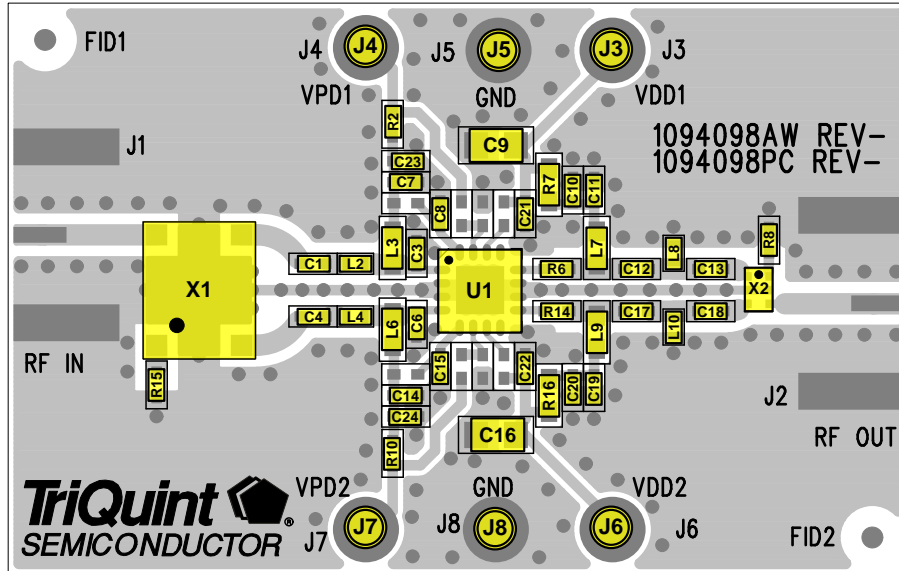 FID1
J4 J4 J5 J5 J3 J3
VPD1 GND VDD1
R2
C9
1094098AW REV-
1094098PC REV-
J1
C23
C7
R7 C10 C11
C8 C21
L3 C3 L7 L8 R8
C1 L2 R6 C12 C13
X1 U1 X2
C4 L4 R14 C17 C18
L6 C6 L9 L10
RF IN
R15
C15 C22
R16 C20 C19
C14
C24
J2
C16
R10
RF OUT
TriQuint ®
SEMICONDUCTOR
VPD2 GND VDD2
J7 J7 J8 J8 J6 J6
FID2